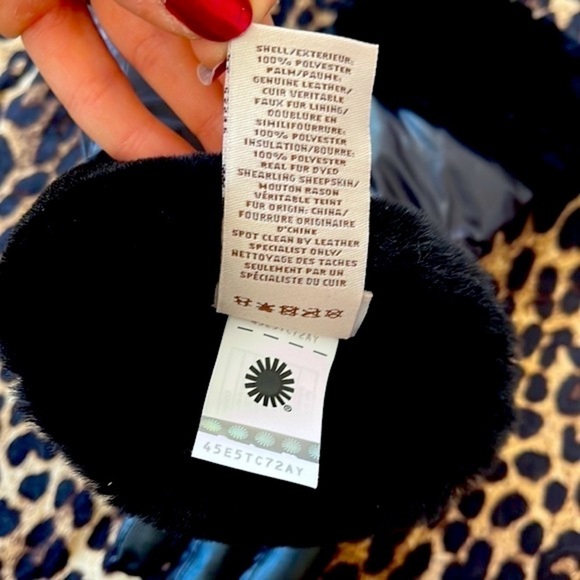 SHELL/EXTERIEUR:
100% POLYESTER
PALM/PAUME:
GENUINE LEATHER/
CUIR VERITABLE
FAUX FUR LINING/
DOUBLURE EN
SIMILIFOURRURE:
100% POLYESTER
INSULATION/BOURRE:
100% POLYESTER
REAL FUR DYED
SHEARLING SHEEPSKIN/
MOUTON RASON
VÉRITABLE TEINT
FUR ORIGIN: CHINA/
FOURRURE ORIGINAIRE
D'CHINE
SPOT CLEAN BY LEATHER
SPECIALIST ONLY/
NETTOYAGE DES TACHES
SEULEMENT PAR UN
SPÉCIALISTE DU CUIR
45E5TC72AY
®
45E5TC72AY